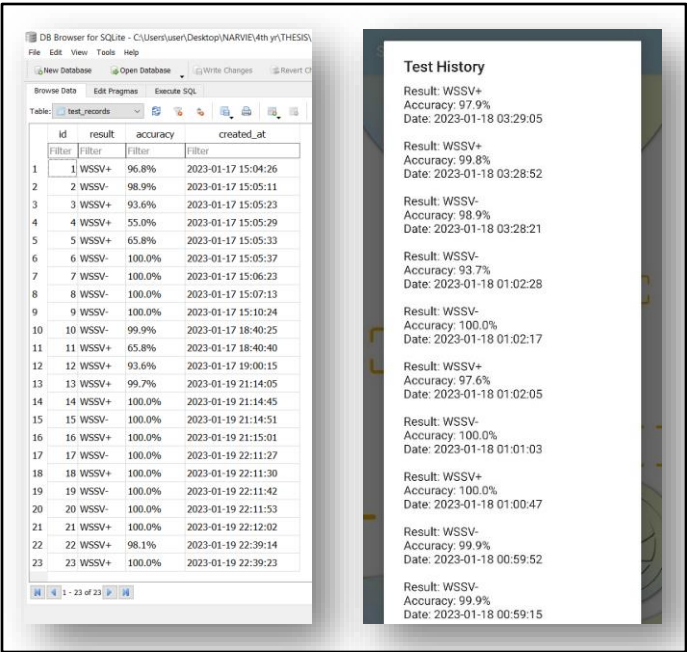 DB Browser for SQLite - C:\Users\user\Desktop\NARVIE\4th yr\THESIS\
File Edit View Tools Help
New Database Open Database Write Changes Revert
Browse Data Edit Pragmas Execute SQL
Table: test_records
id result accuracy created_at
Filter Filter Filter Filter
1 1 WSSV+ 96.8% 2023-01-17 15:04:26
2 2 WSSV- 98.9% 2023-01-17 15:05:11
3 3 WSSV+ 93.6% 2023-01-17 15:05:23
4 4 WSSV+ 55.0% 2023-01-17 15:05:29
5 5 WSSV+ 65.8% 2023-01-17 15:05:33
6 6 WSSV- 100.0% 2023-01-17 15:05:37
7 7 WSSV- 100.0% 2023-01-17 15:06:23
8 8 WSSV- 100.0% 2023-01-17 15:07:13
9 9 WSSV- 100.0% 2023-01-17 15:10:24
10 10 WSSV- 99.9% 2023-01-17 18:40:25
11 11 WSSV+ 65.8% 2023-01-17 18:40:40
12 12 WSSV+ 93.6% 2023-01-17 19:00:15
13 13 WSSV+ 99.7% 2023-01-19 21:14:05
14 14 WSSV+ 100.0% 2023-01-19 21:14:45
15 15 WSSV- 100.0% 2023-01-19 21:14:51
16 16 WSSV+ 100.0% 2023-01-19 21:15:01
17 17 WSSV- 100.0% 2023-01-19 22:11:27
18 18 WSSV+ 100.0% 2023-01-19 22:11:30
19 19 WSSV- 100.0% 2023-01-19 22:11:42
20 20 WSSV- 100.0% 2023-01-19 22:11:53
21 21 WSSV+ 100.0% 2023-01-19 22:12:02
22 22 WSSV+ 98.1% 2023-01-19 22:39:14
23 23 WSSV+ 100.0% 2023-01-19 22:39:23
1 - 23 of 23
Test History
Result: WSSV+
Accuracy: 97.9%
Date: 2023-01-18 03:29:05
Result: WSSV+
Accuracy: 99.8%
Date: 2023-01-18 03:28:52
Result: WSSV-
Accuracy: 98.9%
Date: 2023-01-18 03:28:21
Result: WSSV-
Accuracy: 93.7%
Date: 2023-01-18 01:02:28
Result: WSSV-
Accuracy: 100.0%
Date: 2023-01-18 01:02:17
Result: WSSV+
Accuracy: 97.6%
Date: 2023-01-18 01:02:05
Result: WSSV-
Accuracy: 100.0%
Date: 2023-01-18 01:01:03
Result: WSSV+
Accuracy: 100.0%
Date: 2023-01-18 01:00:47
Result: WSSV-
Accuracy: 99.9%
Date: 2023-01-18 00:59:52
Result: WSSV-
Accuracy: 99.9%
Date: 2023-01-18 00:59:15